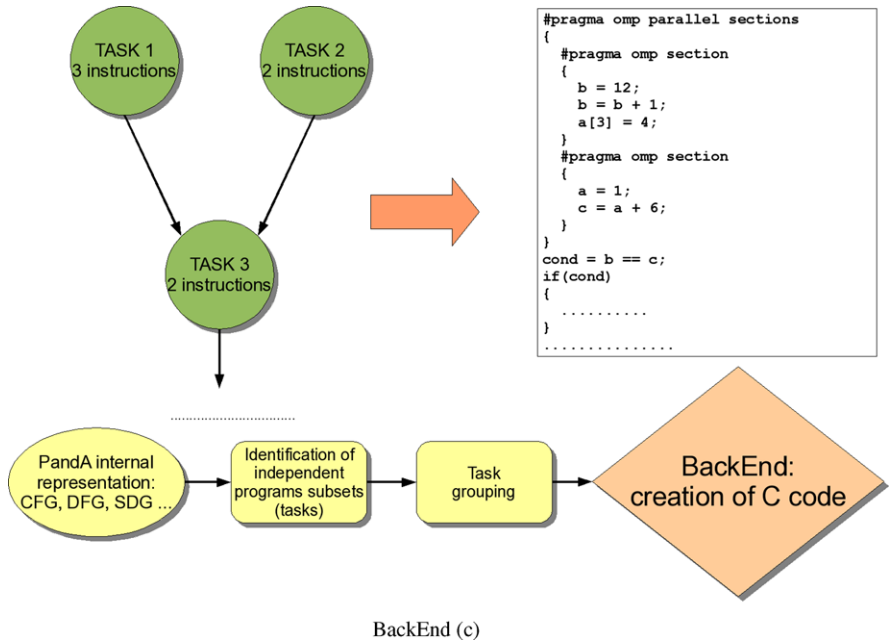 TASK 1
3 instructions
TASK 2
2 instructions
TASK 3
2 instructions
...............................
#pragma omp parallel sections
{
  #pragma omp section
  {
    b = 12;
    b = b + 1;
    a[3] = 4;
  }
  #pragma omp section
  {
    a = 1;
    c = a + 6;
  }
}
cond = b == c;
if(cond)
{
  ..........
}
...............
PandA internal
representation:
CFG, DFG, SDG ...
Identification of
independent
programs subsets
(tasks)
Task
grouping
BackEnd:
creation of C code
BackEnd (c)